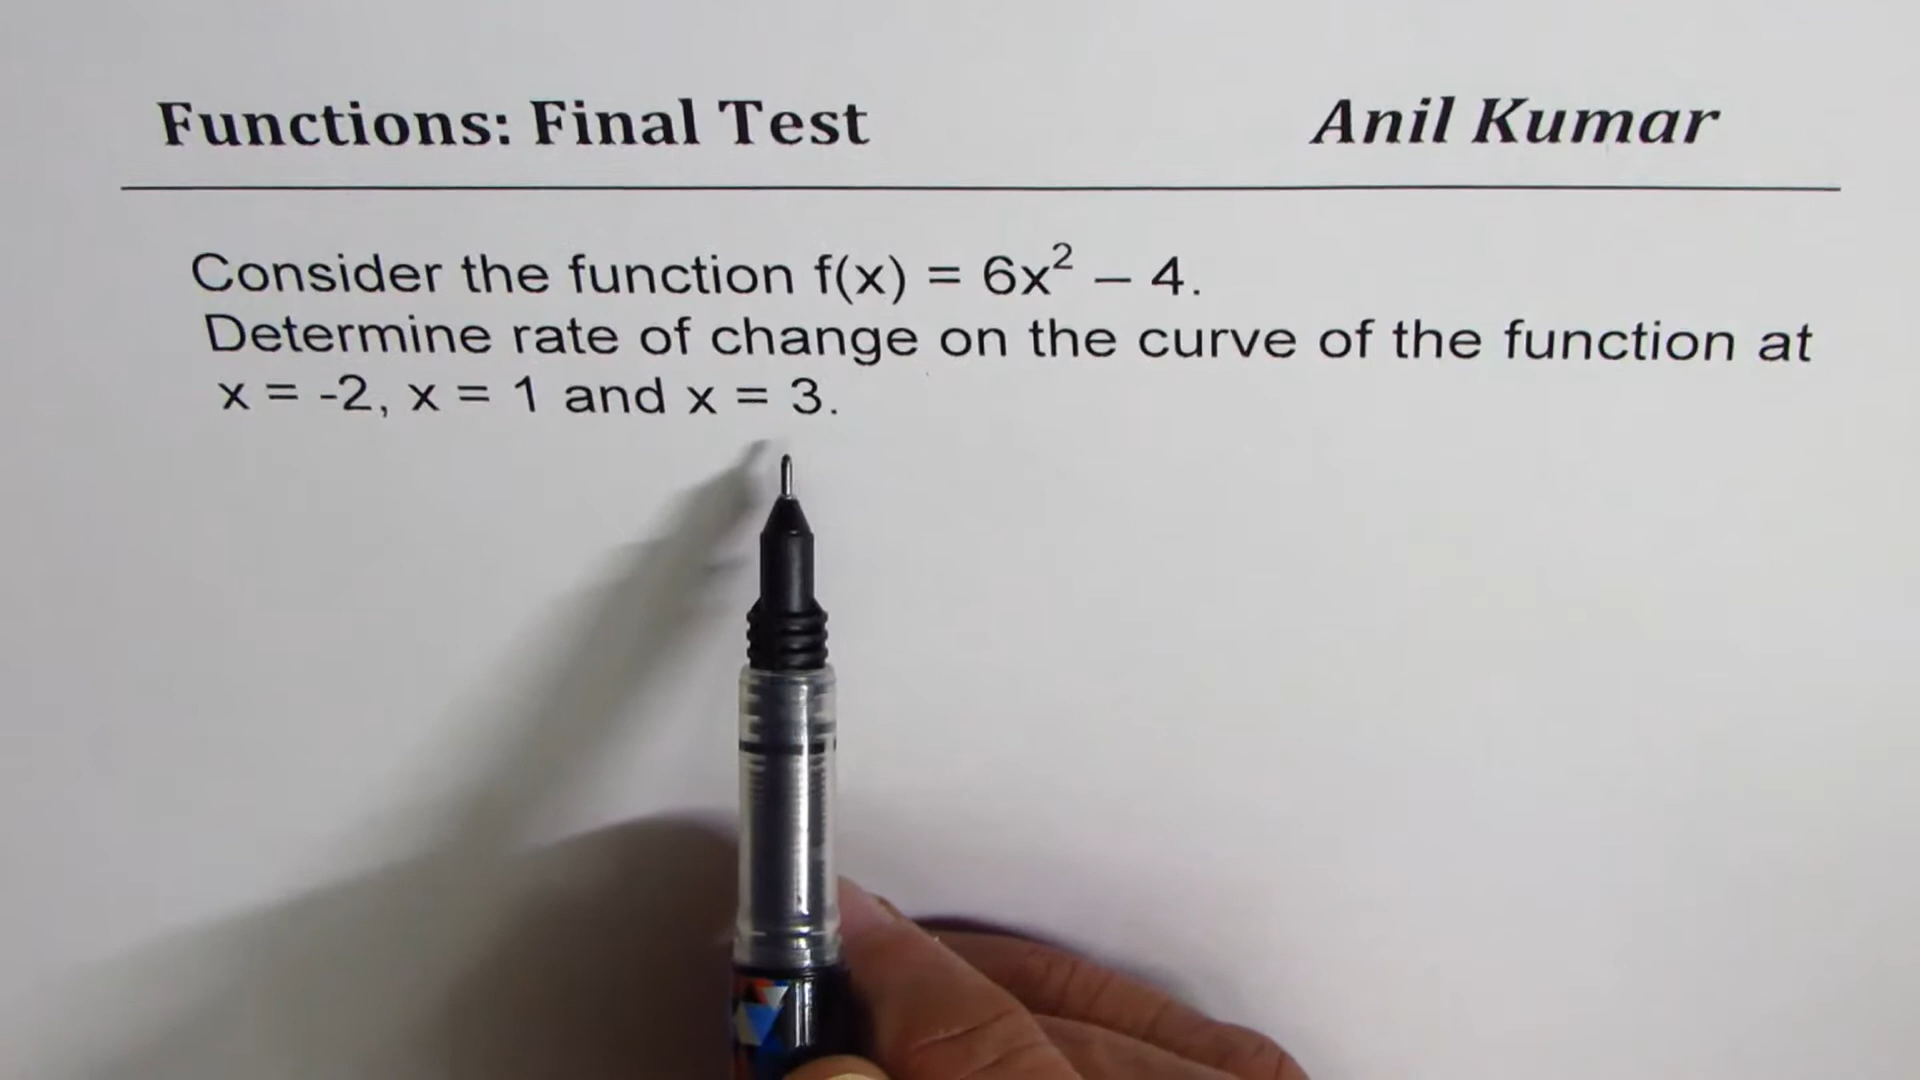 Functions: Final Test
Anil Kumar
Consider the function f(x) = 6x² – 4.
Determine rate of change on the curve of the function at
x = -2, x = 1 and x = 3.